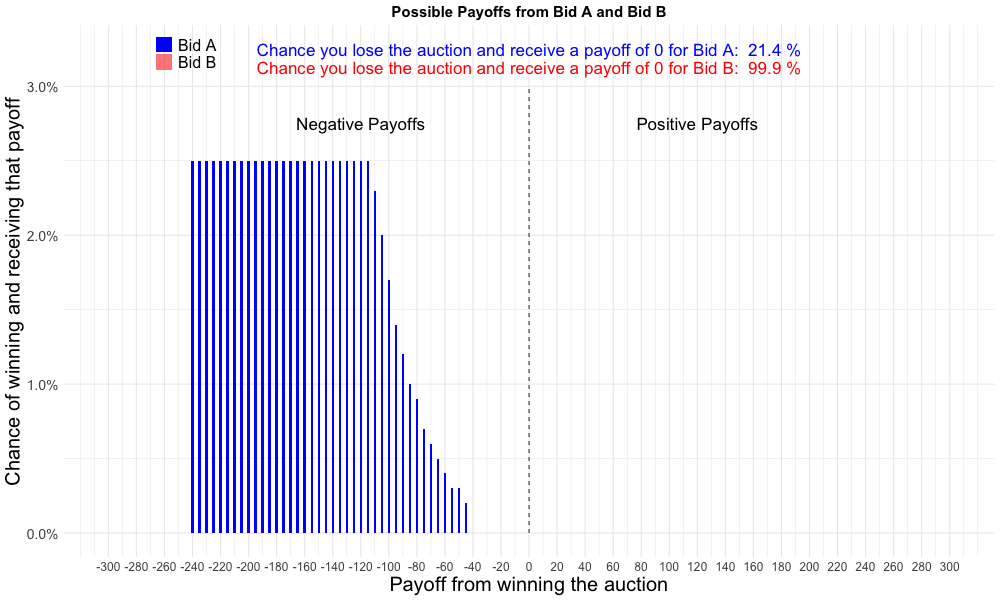 Possible Payoffs from Bid A and Bid B
Bid A
Bid B
Chance you lose the auction and receive a payoff of 0 for Bid A: 21.4 %
Chance you lose the auction and receive a payoff of 0 for Bid B: 99.9 %
Negative Payoffs
Positive Payoffs
Chance of winning and receiving that payoff
3.0%
2.0%
1.0%
0.0%
-300 -280 -260 -240 -220 -200 -180 -160 -140 -120 -100 -80 -60 -40 -20 0 20 40 60 80 100 120 140 160 180 200 220 240 260 280 300
Payoff from winning the auction